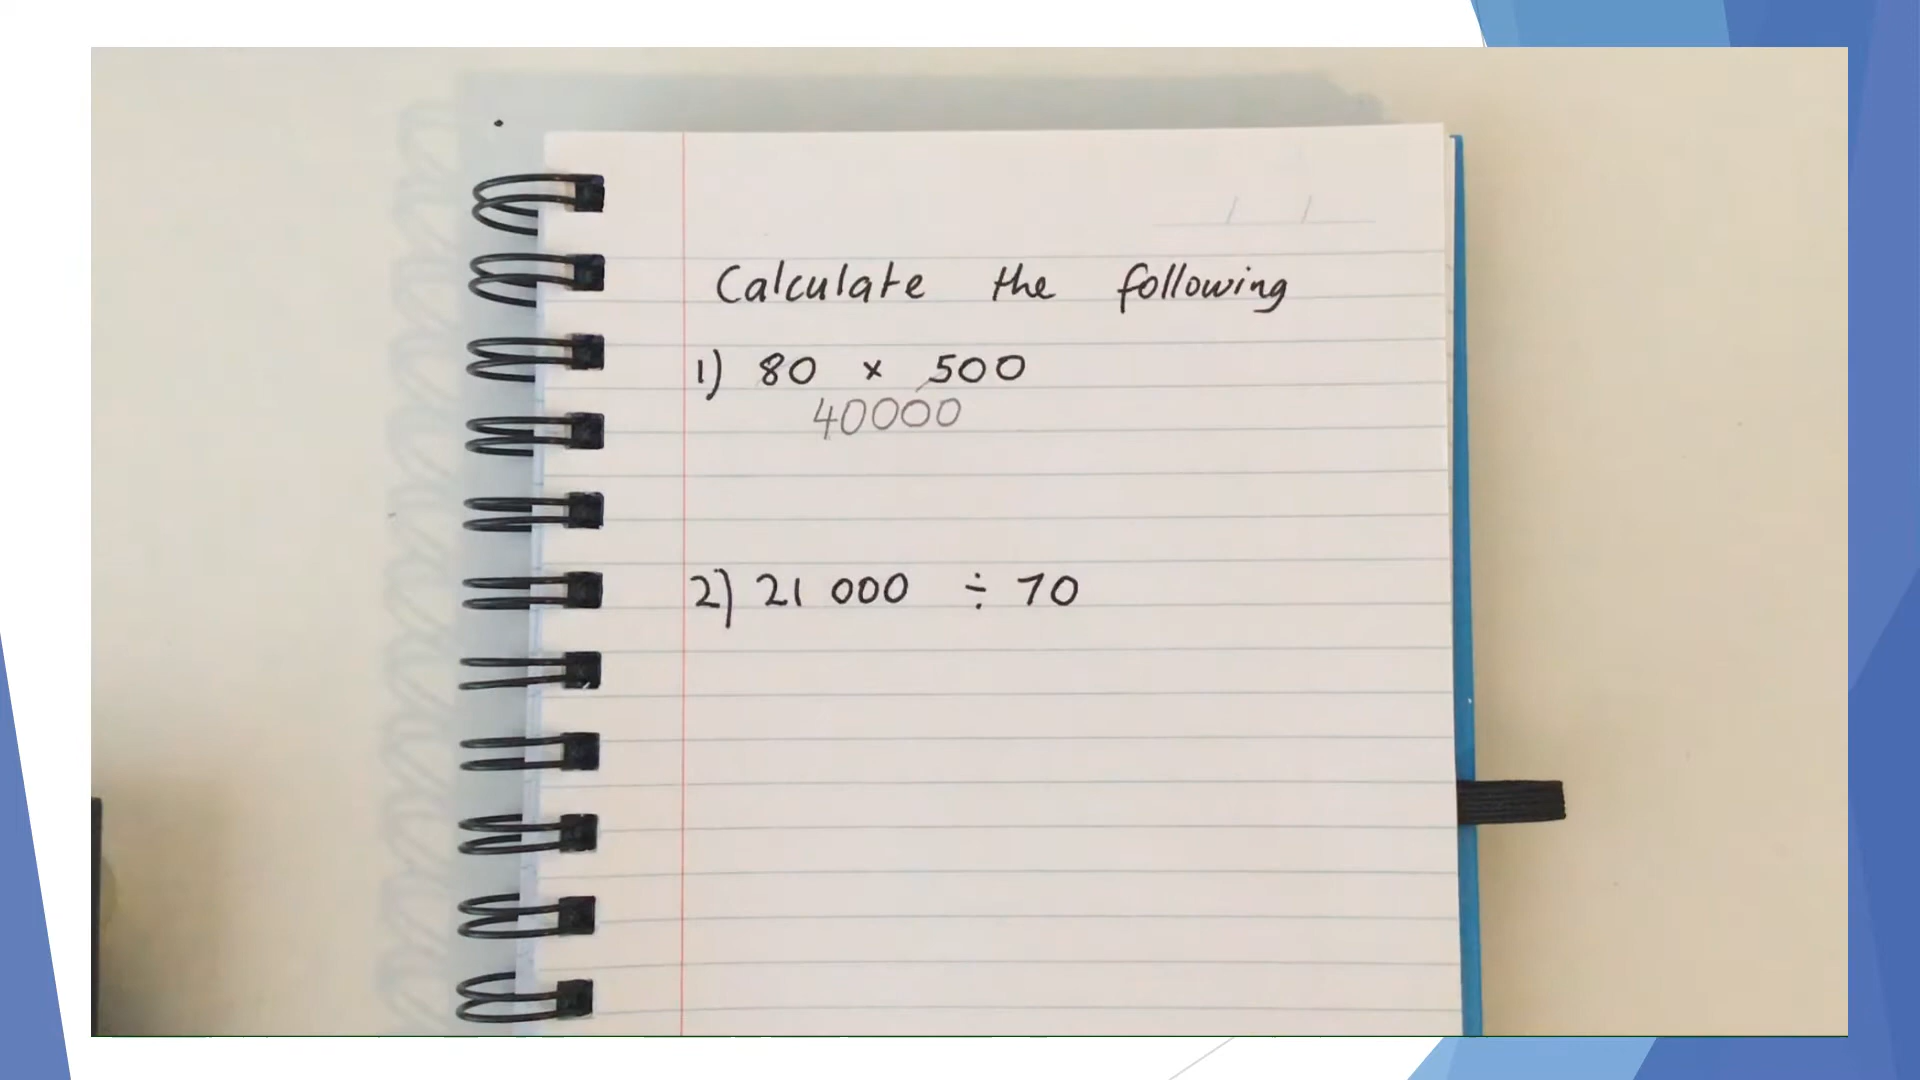 Calculate the following
1) 80 × 500
40000
2) 21 000 ÷ 70